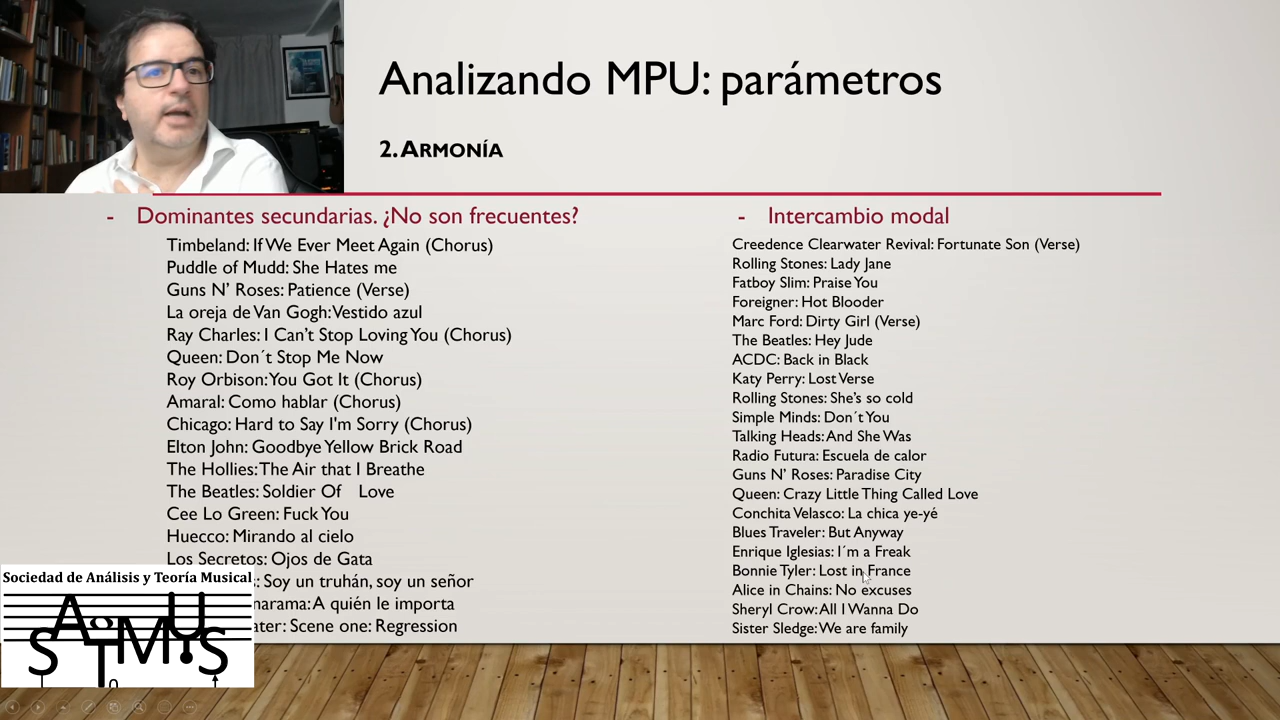 Analizando MPU: parámetros
2. ARMONÍA
- Dominantes secundarias. ¿No son frecuentes?
Timbeland: If We Ever Meet Again (Chorus)
Puddle of Mudd: She Hates me
Guns N’ Roses: Patience (Verse)
La oreja de Van Gogh: Vestido azul
Ray Charles: I Can’t Stop Loving You (Chorus)
Queen: Don´t Stop Me Now
Roy Orbison: You Got It (Chorus)
Amaral: Como hablar (Chorus)
Chicago: Hard to Say I'm Sorry (Chorus)
Elton John: Goodbye Yellow Brick Road
The Hollies: The Air that I Breathe
The Beatles: Soldier Of Love
Cee Lo Green: Fuck You
Huecco: Mirando al cielo
Los Secretos: Ojos de Gata
s: Soy un truhán, soy un señor
narama: A quién le importa
ater: Scene one: Regression
- Intercambio modal
Creedence Clearwater Revival: Fortunate Son (Verse)
Rolling Stones: Lady Jane
Fatboy Slim: Praise You
Foreigner: Hot Blooder
Marc Ford: Dirty Girl (Verse)
The Beatles: Hey Jude
ACDC: Back in Black
Katy Perry: Lost Verse
Rolling Stones: She’s so cold
Simple Minds: Don´t You
Talking Heads: And She Was
Radio Futura: Escuela de calor
Guns N’ Roses: Paradise City
Queen: Crazy Little Thing Called Love
Conchita Velasco: La chica ye-yé
Blues Traveler: But Anyway
Enrique Iglesias: I´m a Freak
Bonnie Tyler: Lost in France
Alice in Chains: No excuses
Sheryl Crow: All I Wanna Do
Sister Sledge: We are family
Sociedad de Análisis y Teoría Musical
SATMUS